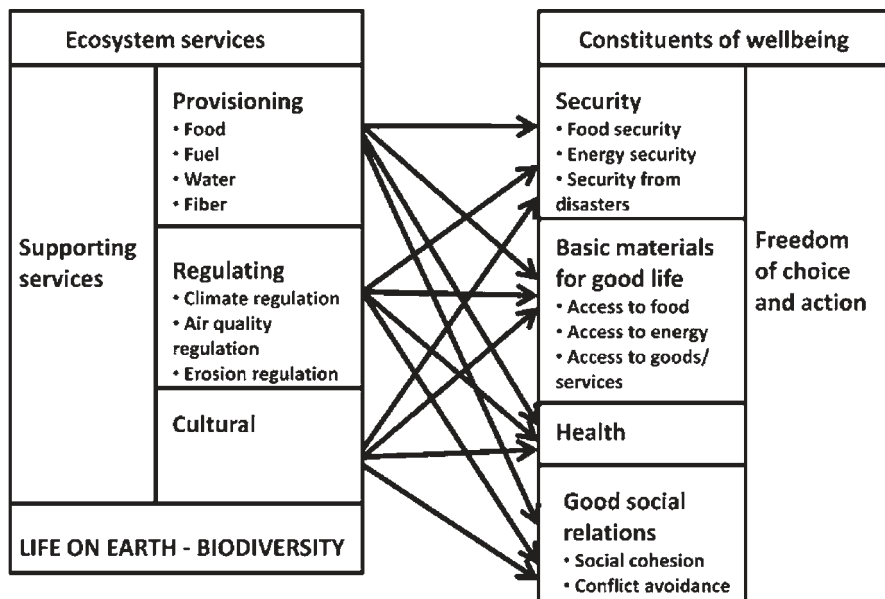 Ecosystem services
Supporting
services
Provisioning
• Food
• Fuel
• Water
• Fiber
Regulating
• Climate regulation
• Air quality
regulation
• Erosion regulation
Cultural
LIFE ON EARTH - BIODIVERSITY
Constituents of wellbeing
Security
• Food security
• Energy security
• Security from
disasters
Basic materials
for good life
• Access to food
• Access to energy
• Access to goods/
services
Health
Good social
relations
• Social cohesion
• Conflict avoidance
Freedom
of choice
and action